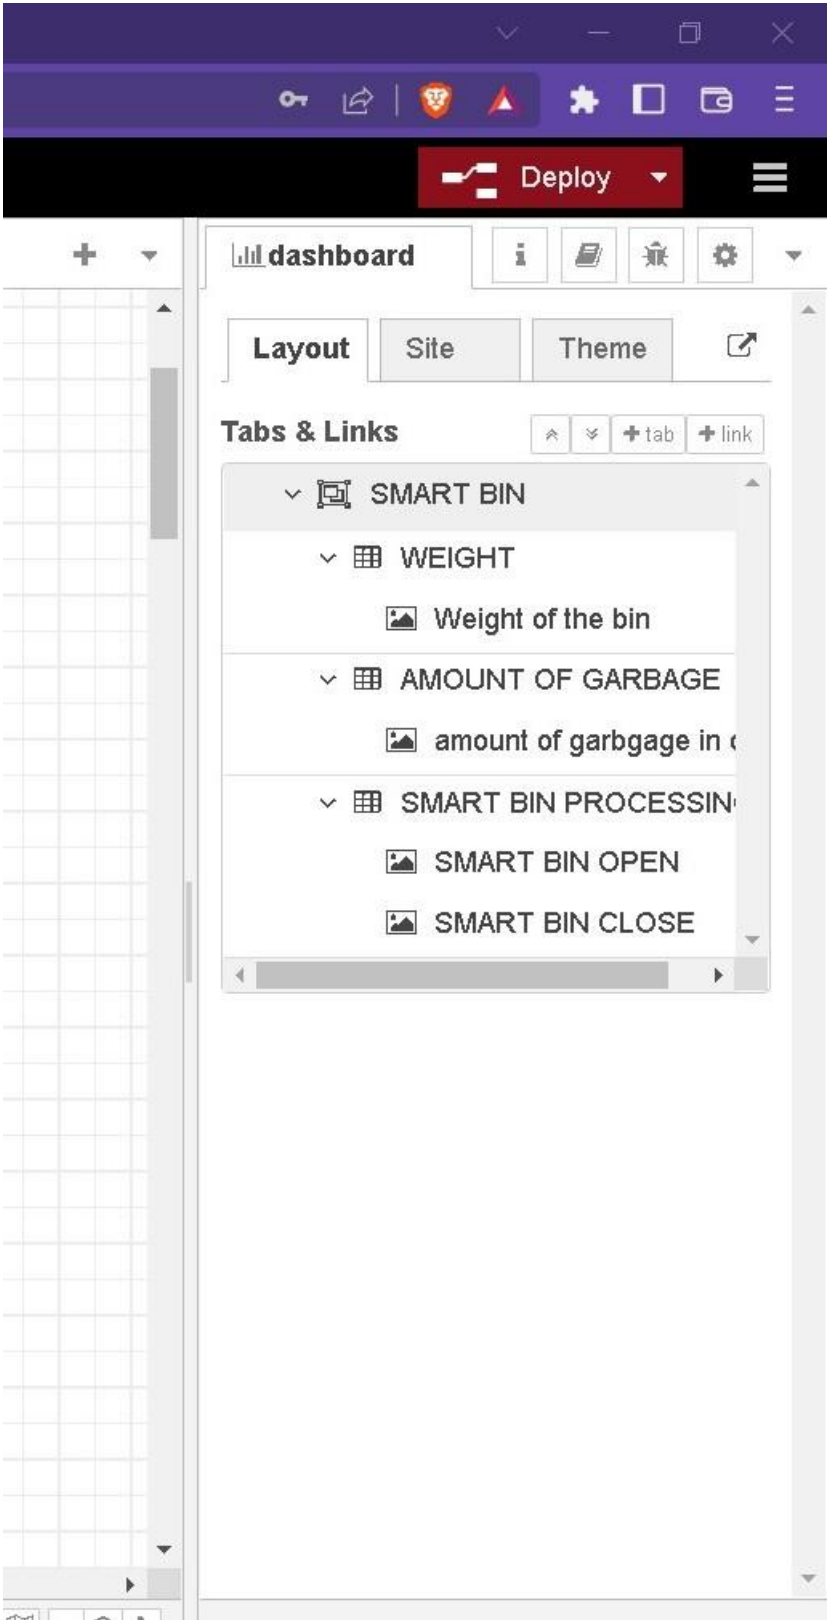 Deploy
dashboard
Layout
Site
Theme
Tabs & Links
tab
link
SMART BIN
WEIGHT
Weight of the bin
AMOUNT OF GARBAGE
amount of garbgage in
SMART BIN PROCESSIN
SMART BIN OPEN
SMART BIN CLOSE